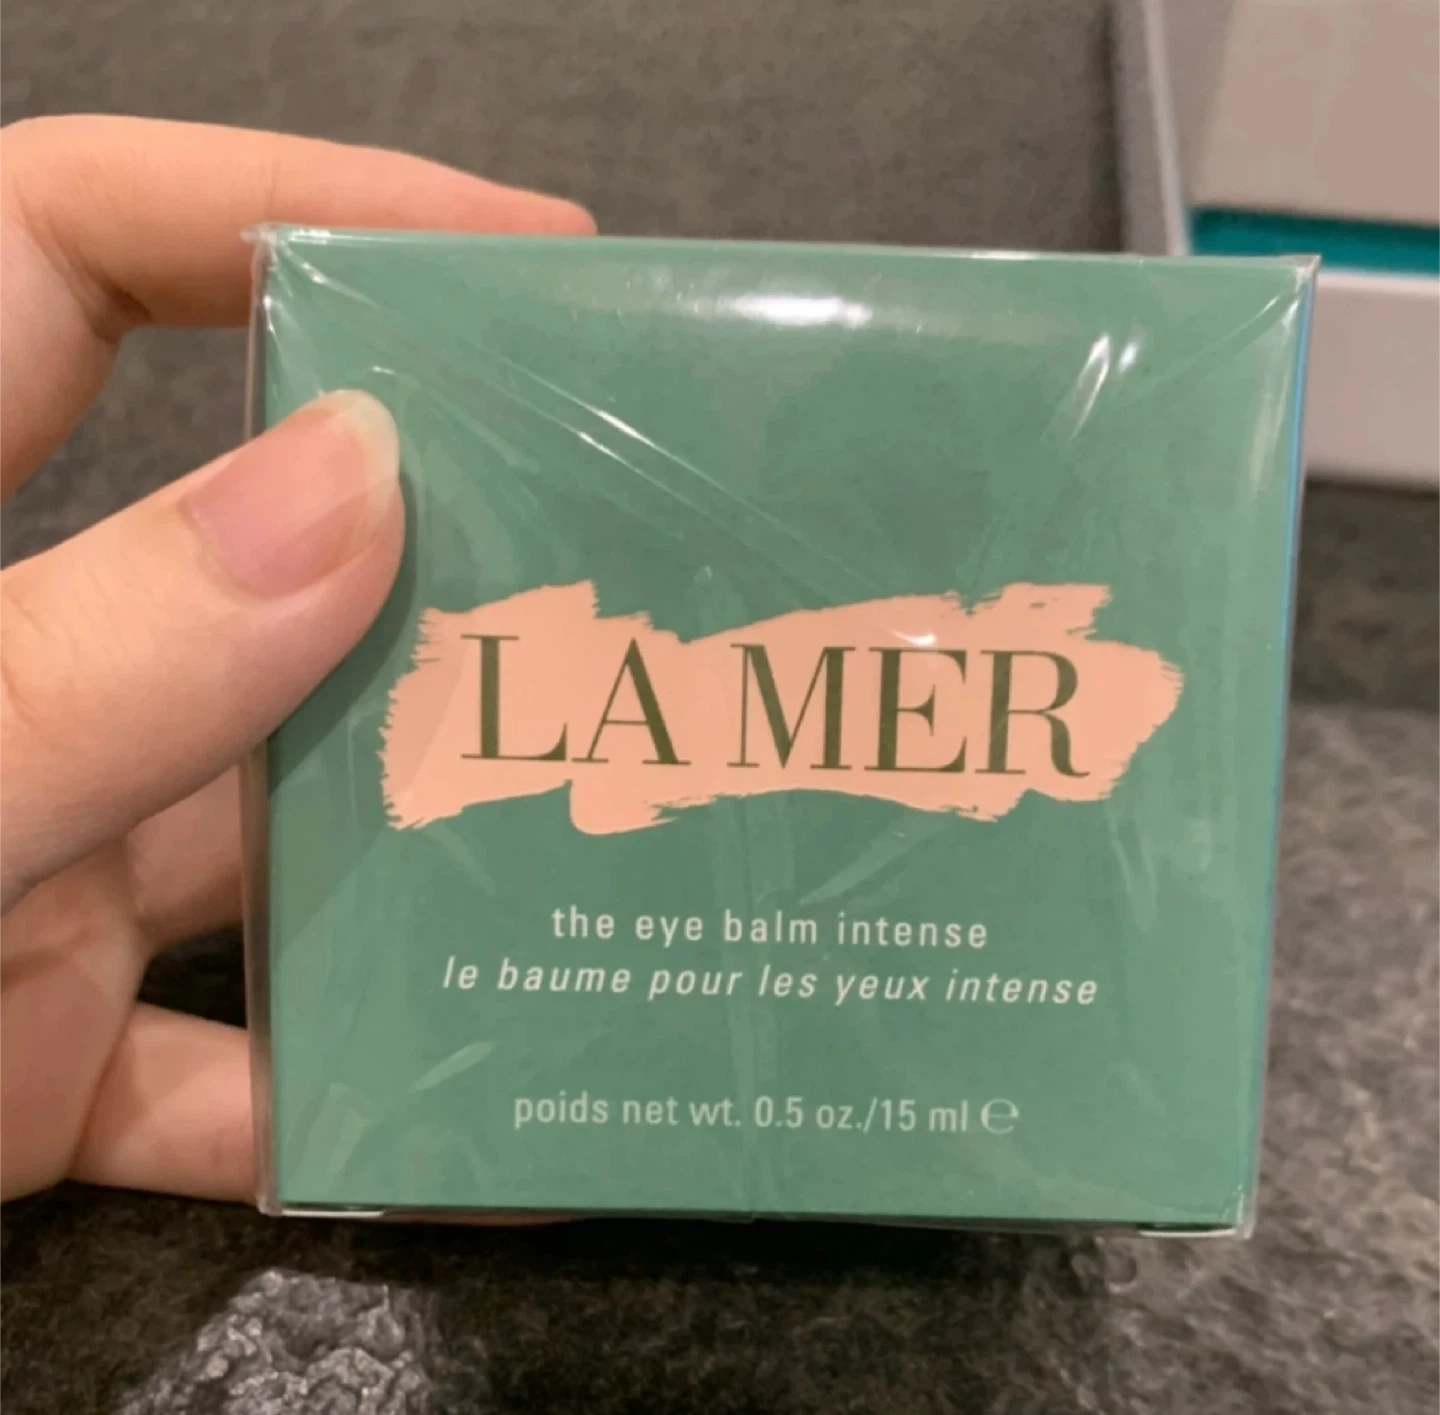 LA MER
the eye balm intense
le baume pour les yeux intense
poids net wt. 0.5 oz./15 ml ℮